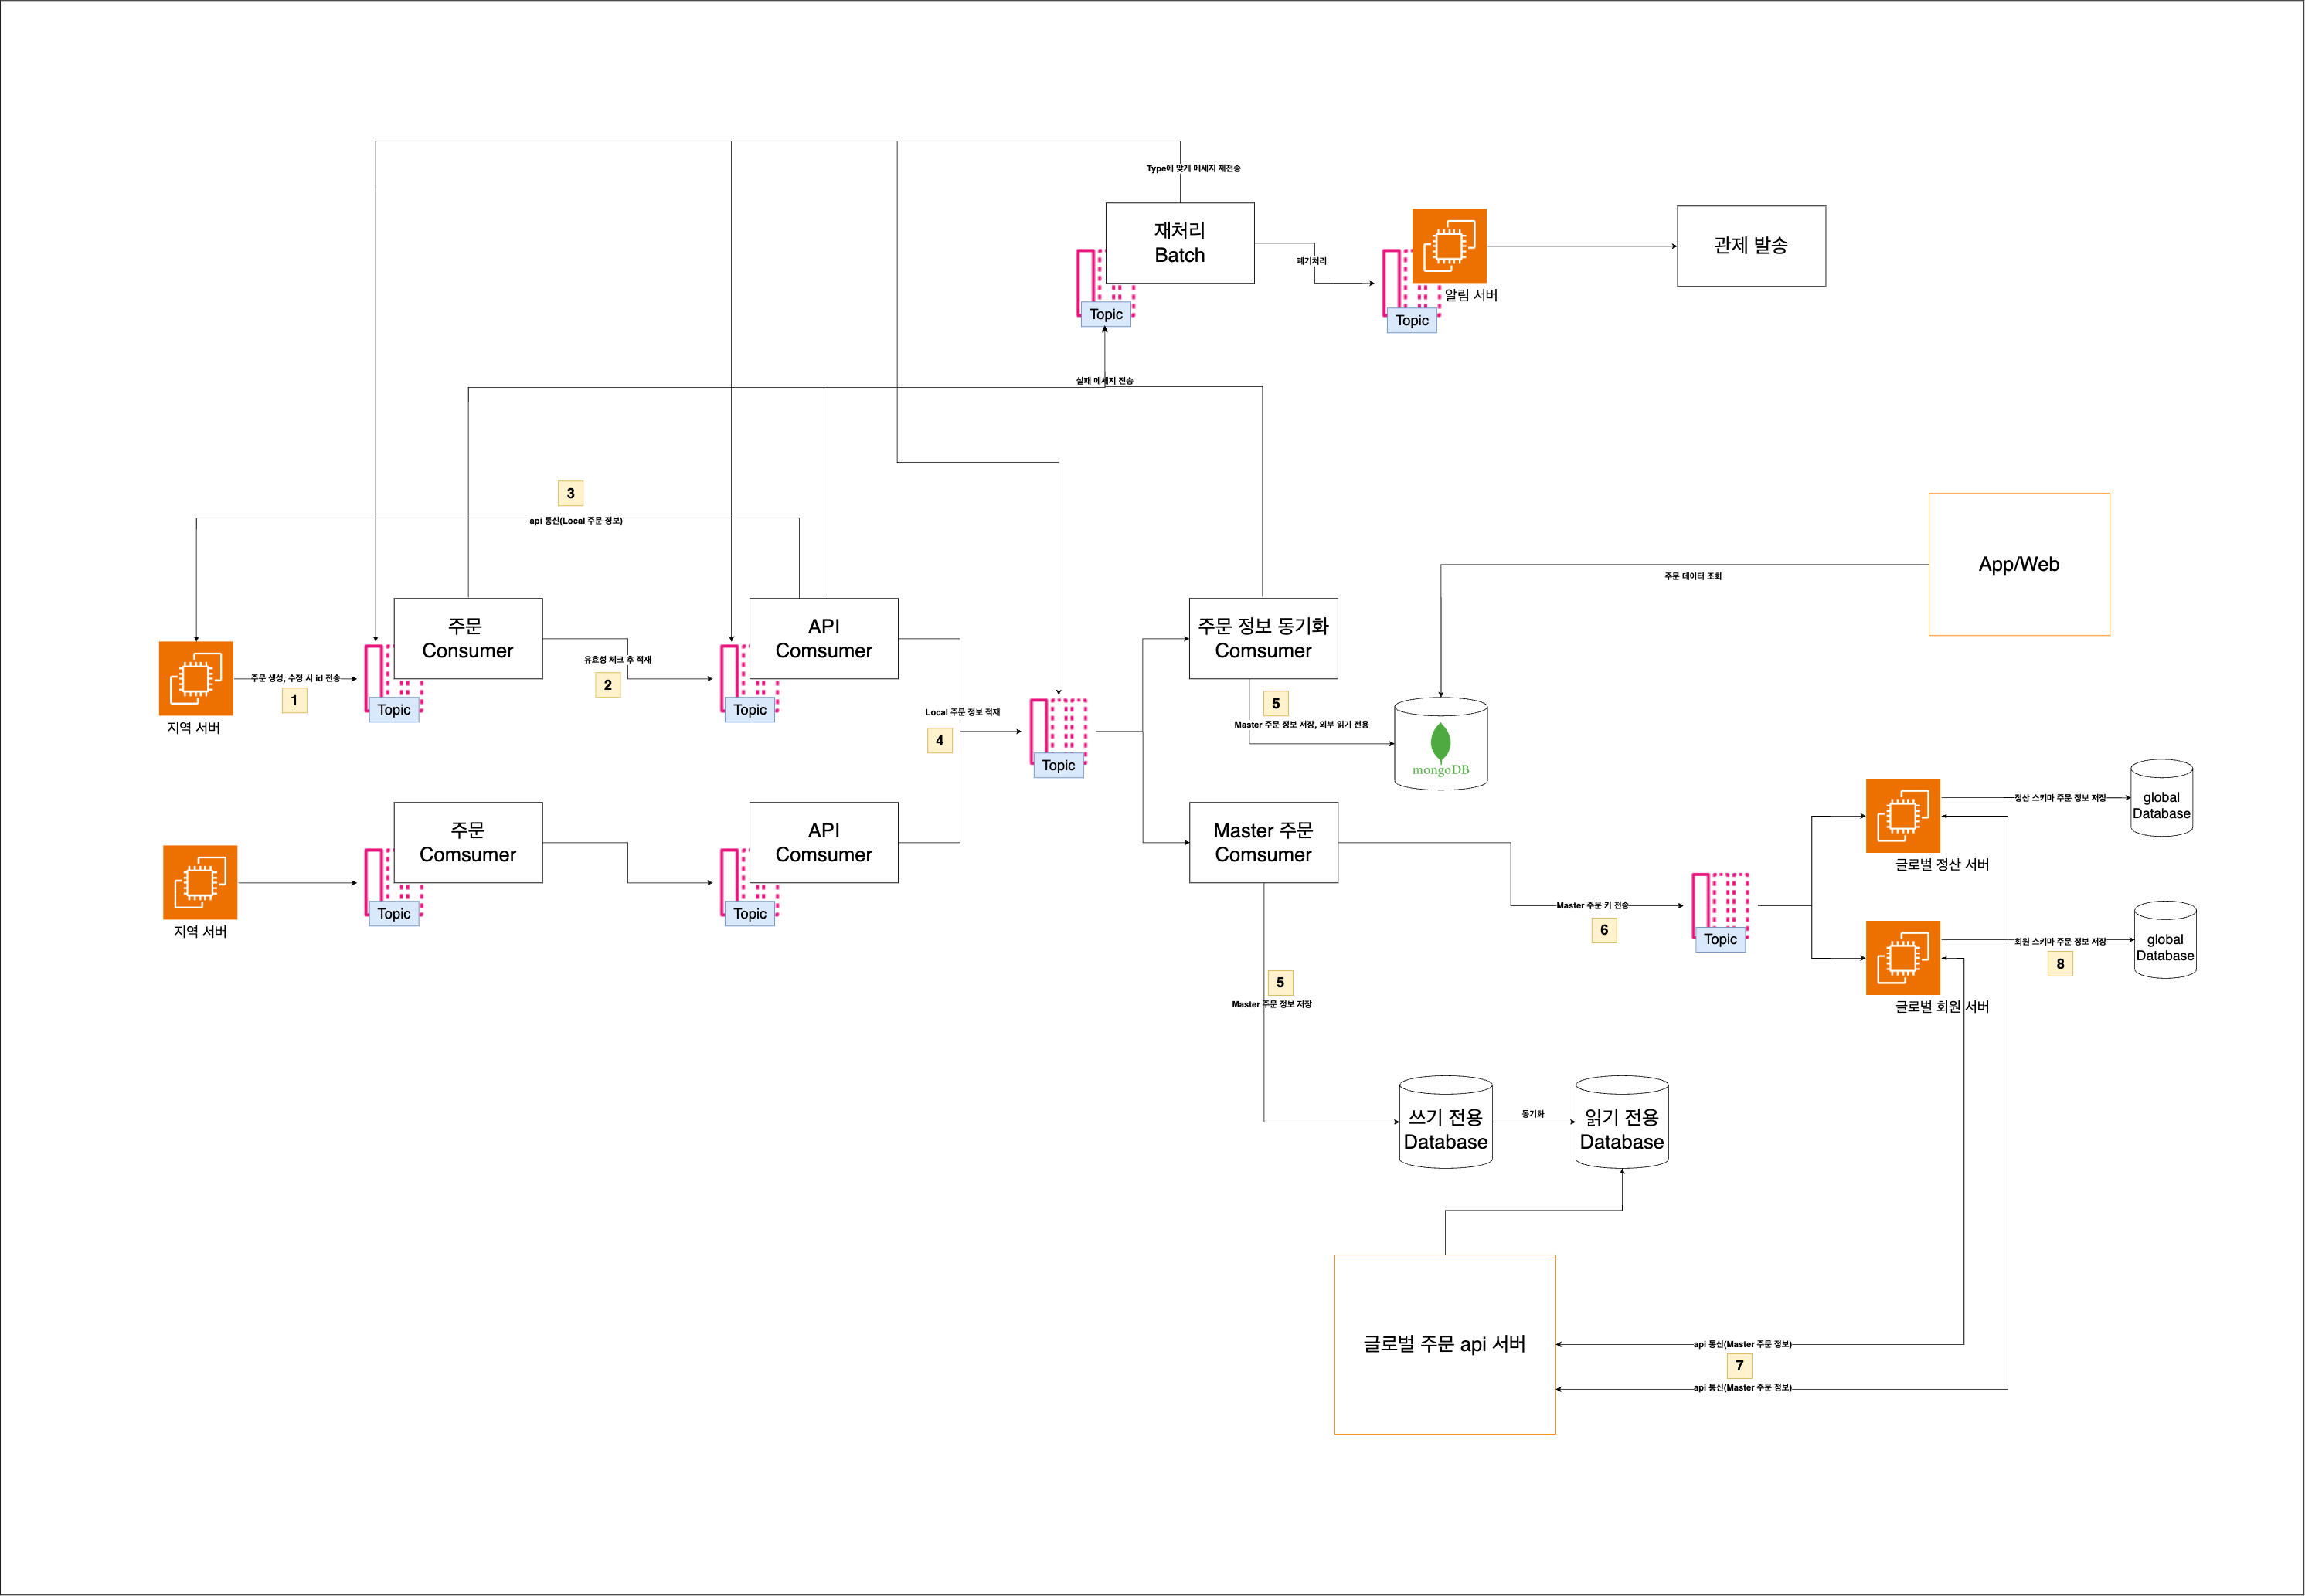 Type에 맞게 메세지 재전송
재처리
Batch
Topic
폐기처리
알림 서버
Topic
관제 발송
실패 메세지 전송
3
api 통신(Local 주문 정보)
App/Web
주문 데이터 조회
지역 서버
주문 생성, 수정 시 id 전송
1
주문
Consumer
Topic
유효성 체크 후 적재
2
API
Comsumer
Topic
Local 주문 정보 적재
4
Topic
주문 정보 동기화
Comsumer
5
Master 주문 정보 저장, 외부 읽기 전용
mongoDB
지역 서버
주문
Comsumer
Topic
API
Comsumer
Topic
Master 주문
Comsumer
Master 주문 키 전송
6
Topic
글로벌 정산 서버
정산 스키마 주문 정보 저장
global
Database
글로벌 회원 서버
회원 스키마 주문 정보 저장
8
global
Database
5
Master 주문 정보 저장
쓰기 전용
Database
동기화
읽기 전용
Database
글로벌 주문 api 서버
api 통신(Master 주문 정보)
7
api 통신(Master 주문 정보)